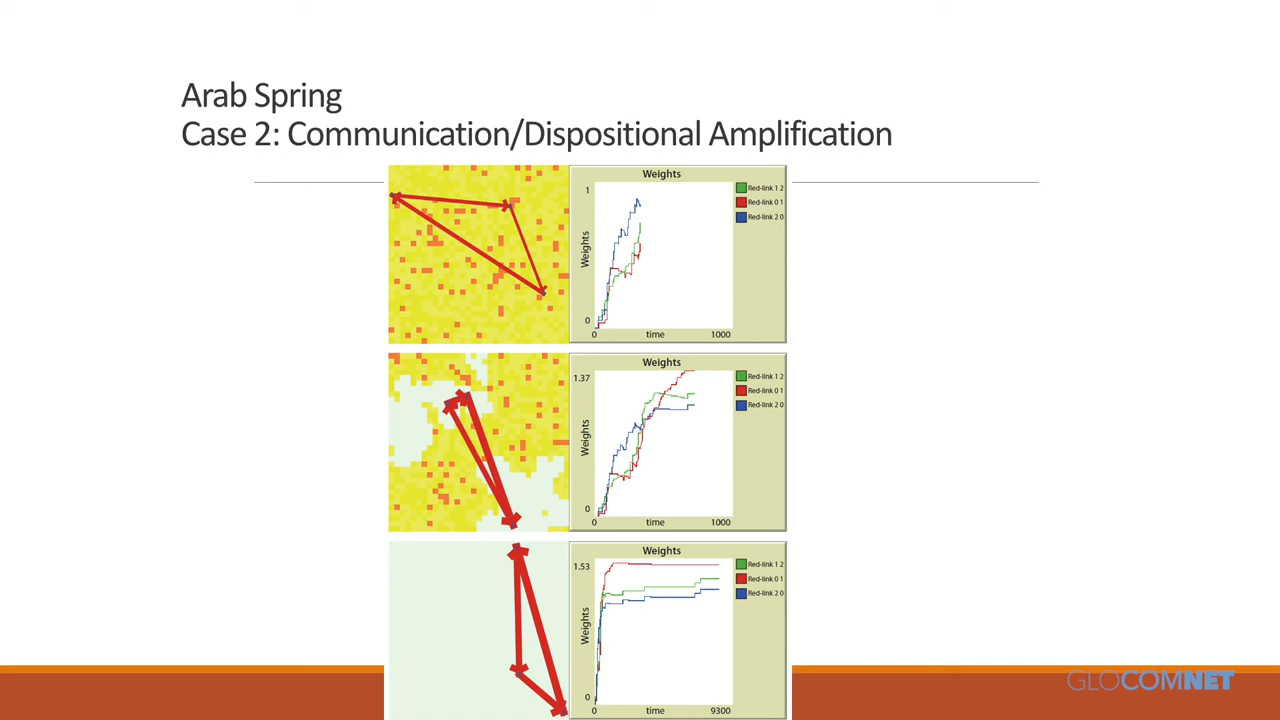 Arab Spring
Case 2: Communication/Dispositional Amplification
Weights
1
Weights
0
0
time
1000
Red-link 1 2
Red-link 0 1
Red-link 2 0
Weights
1.37
Weights
0
0
time
1000
Red-link 1 2
Red-link 0 1
Red-link 2 0
Weights
1.53
Weights
0
0
time
9300
Red-link 1 2
Red-link 0 1
Red-link 2 0
GLOCOMNET